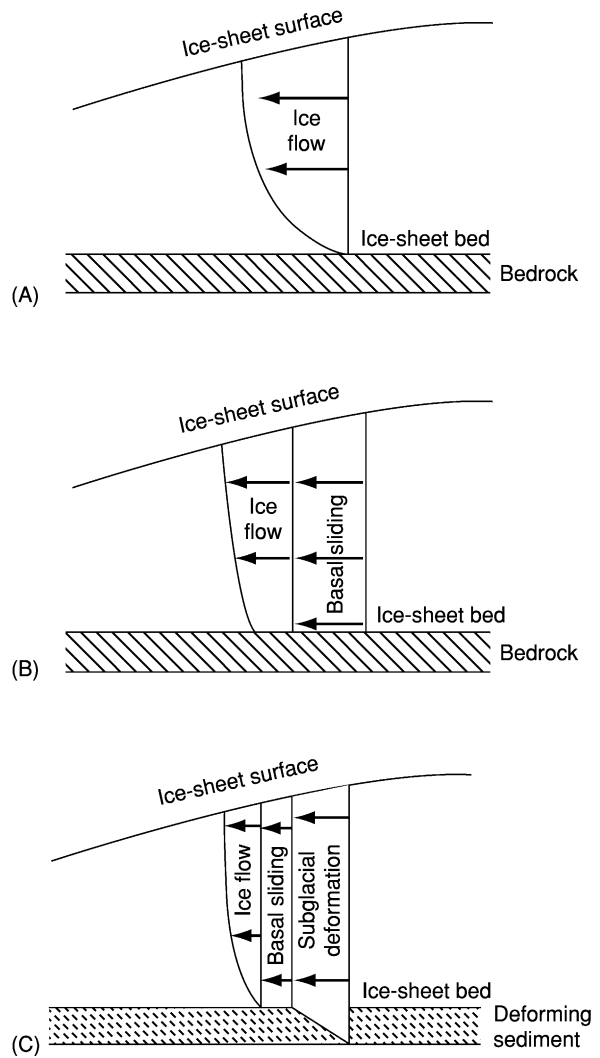 Ice-sheet surface
Ice
flow
Ice-sheet bed
Bedrock
(A)
Ice-sheet surface
Ice
flow
Basal sliding
Ice-sheet bed
Bedrock
(B)
Ice-sheet surface
Ice flow
Basal sliding
Subglacial
deformation
Ice-sheet bed
Deforming
sediment
(C)